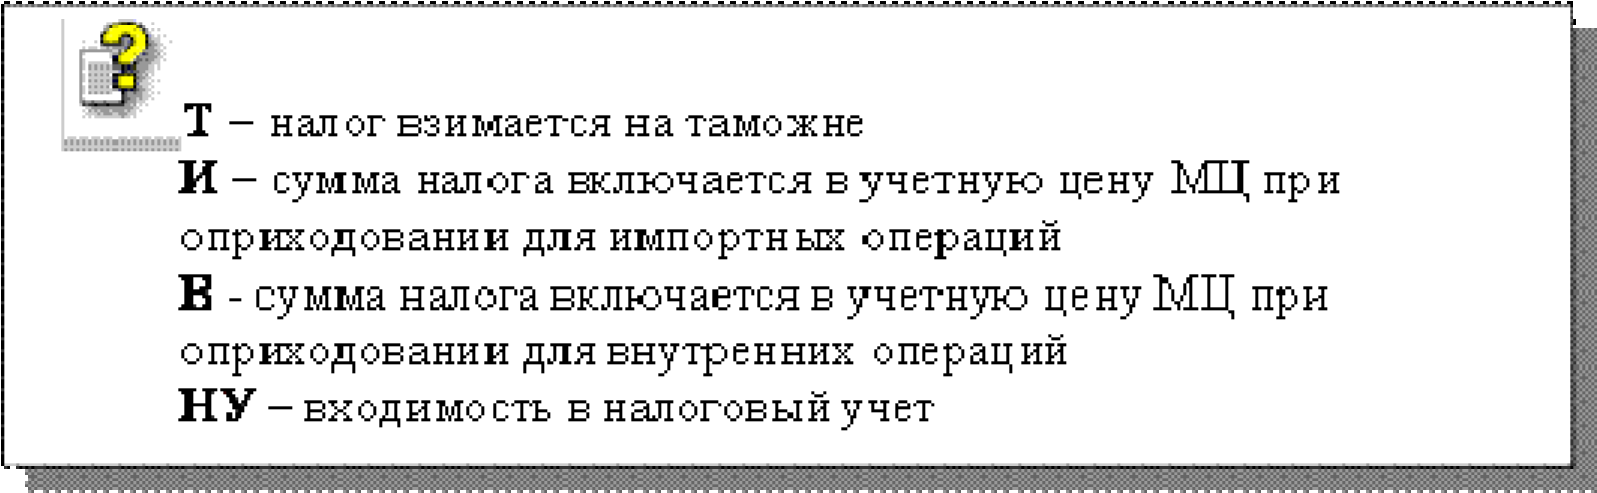 Т – налог взимается на таможне
И – сумма налога включается в учетную цену МЦ при
оприходовании для импортных операций
В - сумма налога включается в учетную цену МЦ при
оприходовании для внутренних операций
НУ – входимость в налоговый учет